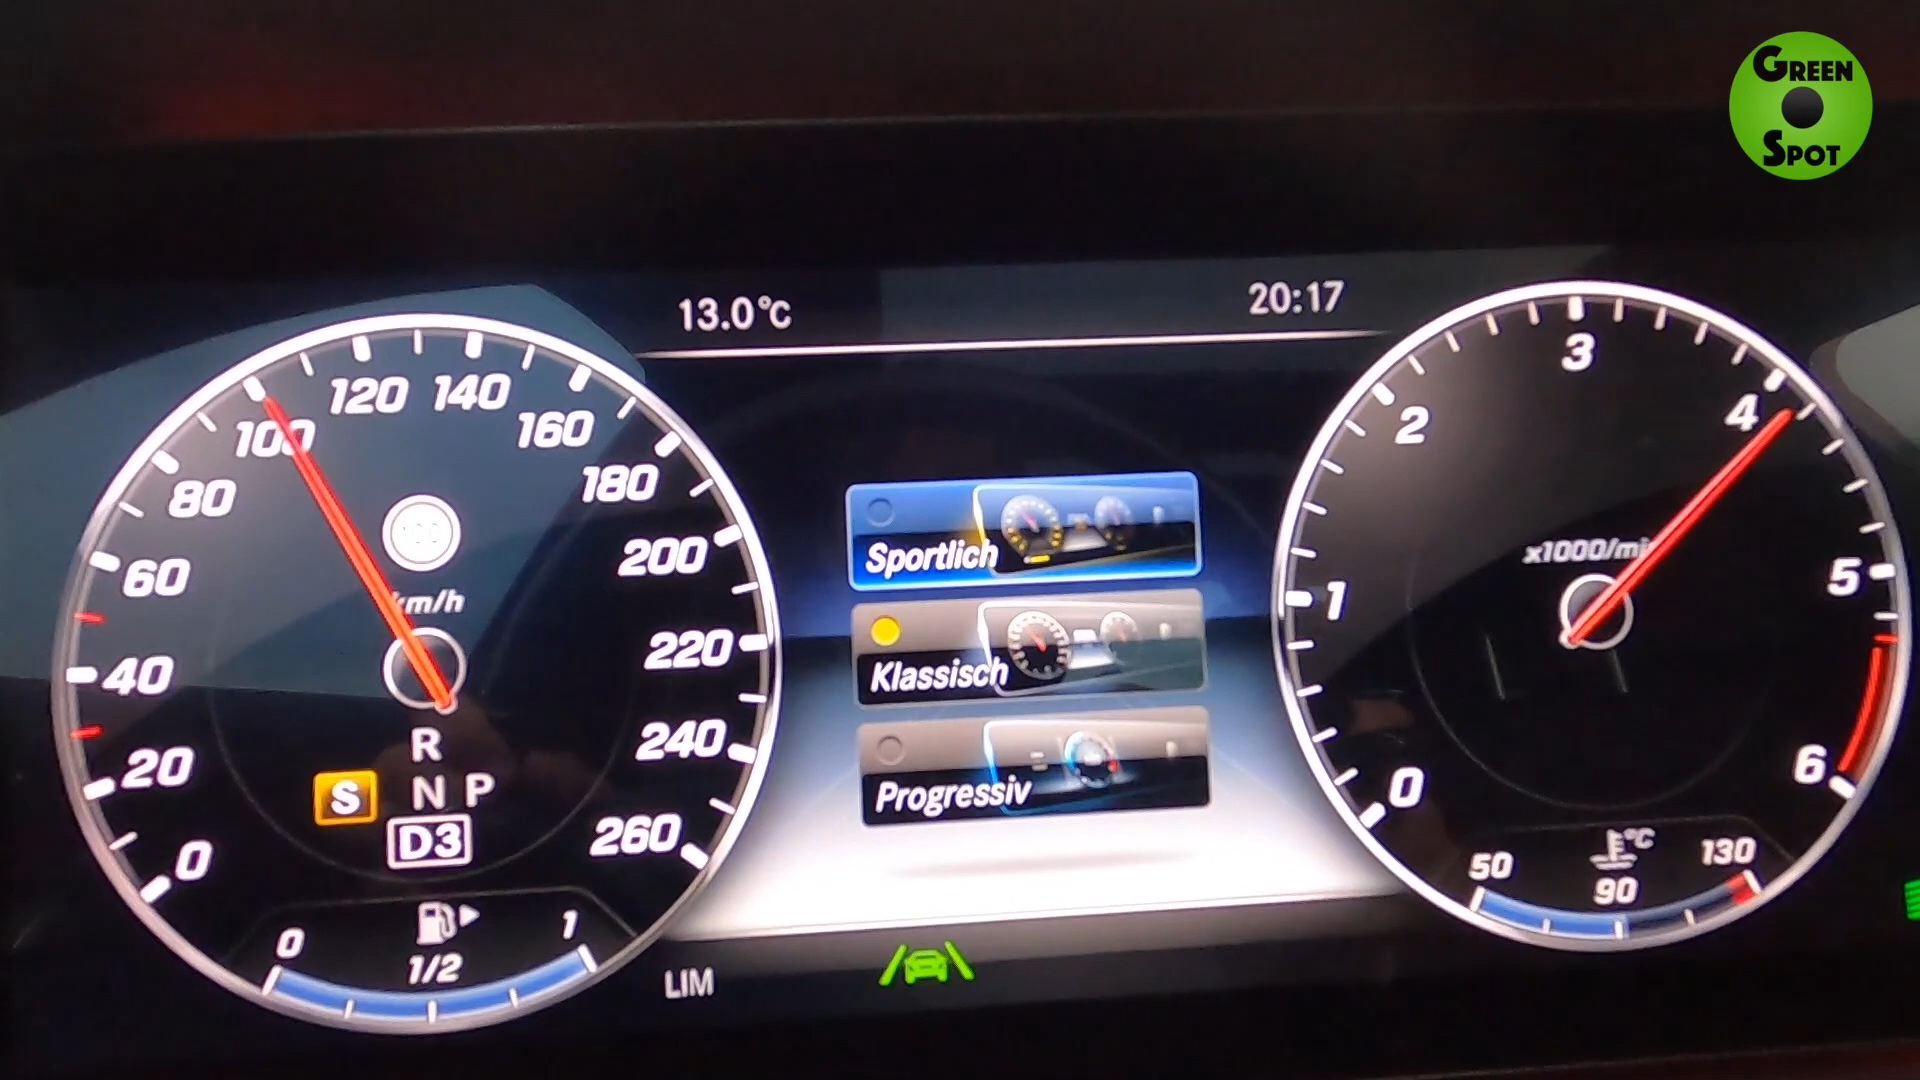 GREEN
SPOT
13.0°C
20:17
0
20
40
60
80
100
120
140
160
180
200
220
240
260
km/h
R
S
N P
D3
0
1/2
1
LIM
Sportlich
Klassisch
Progressiv
0
1
2
3
4
5
6
50
90
130
°C